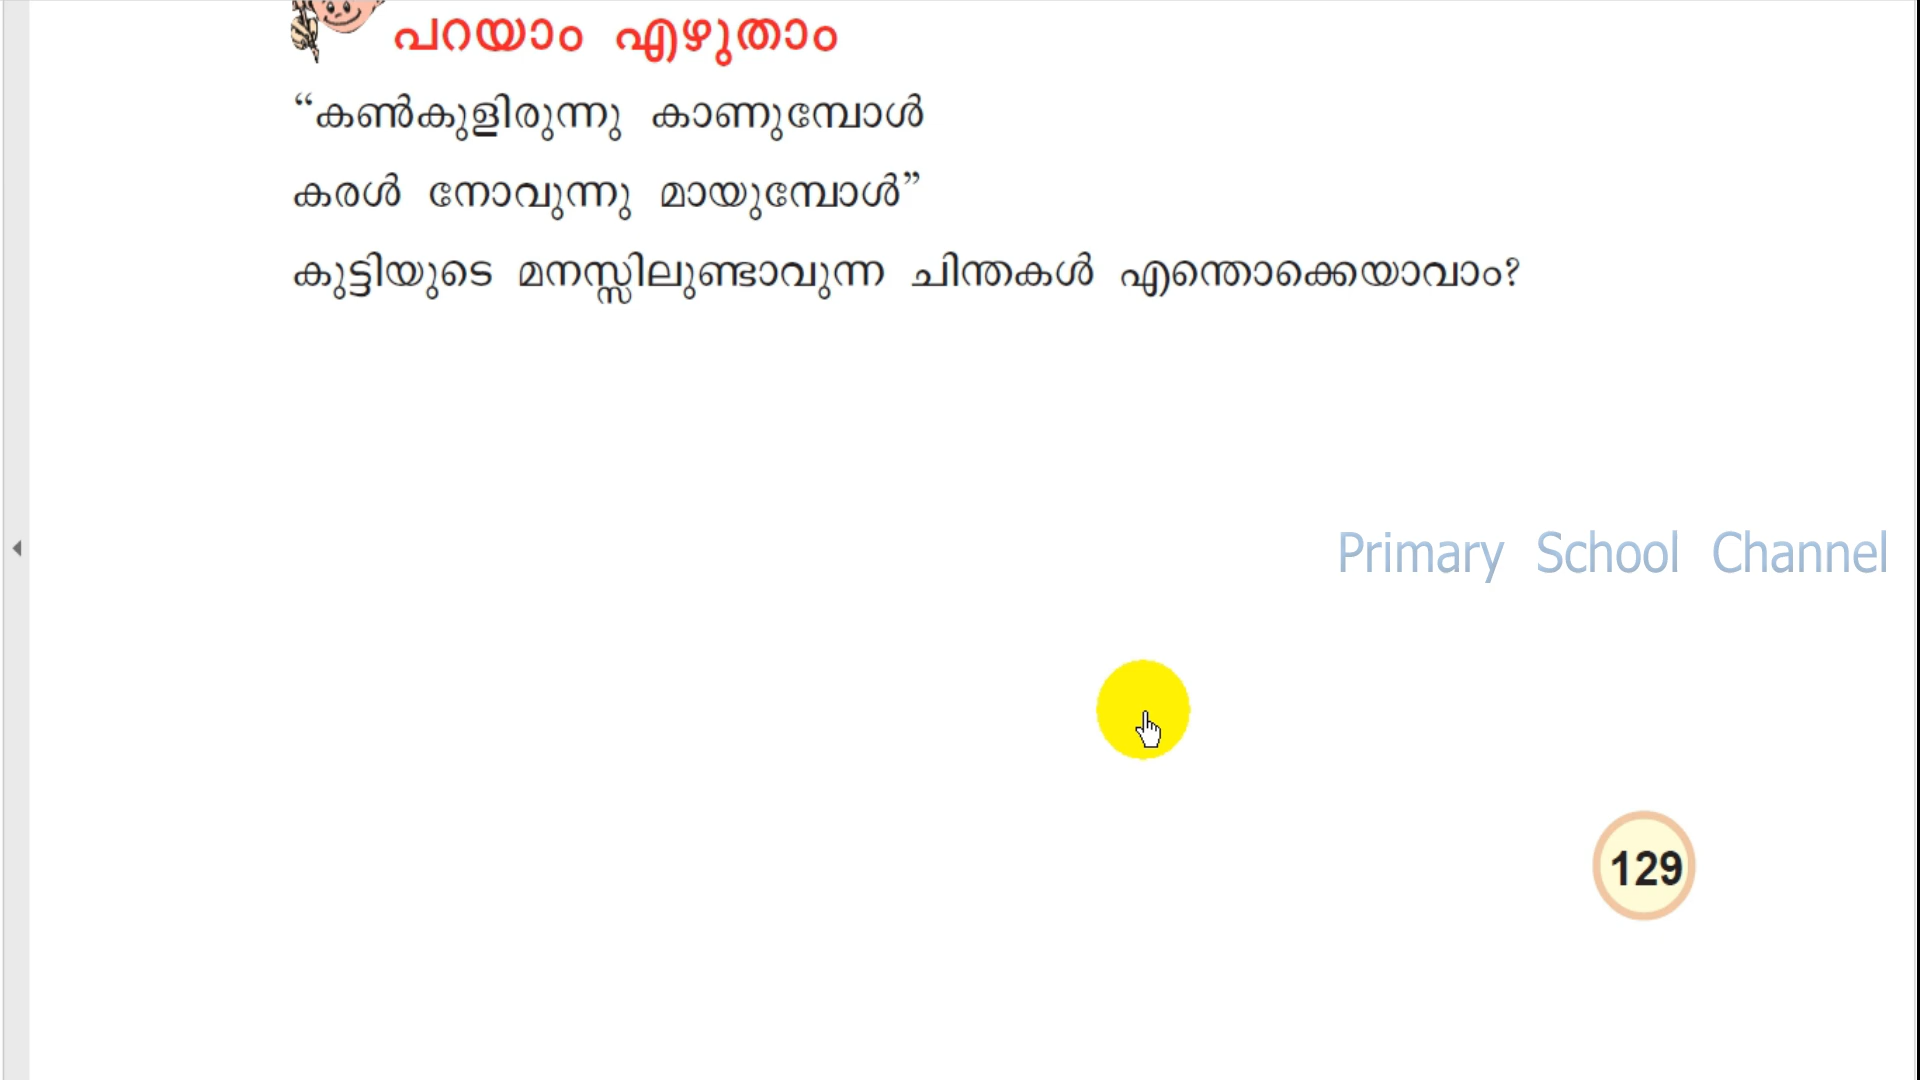 പറയാം എഴുതാം
“കൺകുളിരുന്നു കാണുമ്പോൾ
കരൾ നോവുന്നു മായുമ്പോൾ”
കുട്ടിയുടെ മനസ്സിലുണ്ടാവുന്ന ചിന്തകൾ എന്തൊക്കെയാവാം?
Primary School Channel
129